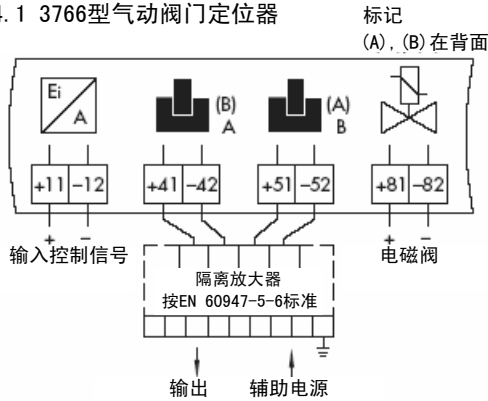 4.1 3766型气动阀门定位器
标记
(A),(B)在背面
Ei
A
(B)
A
(A)
B
+11 –12
+41 –42
+51 –52
+81 –82
+ –
+ –
输入控制信号
电磁阀
隔离放大器
按EN 60947-5-6标准
输出
辅助电源